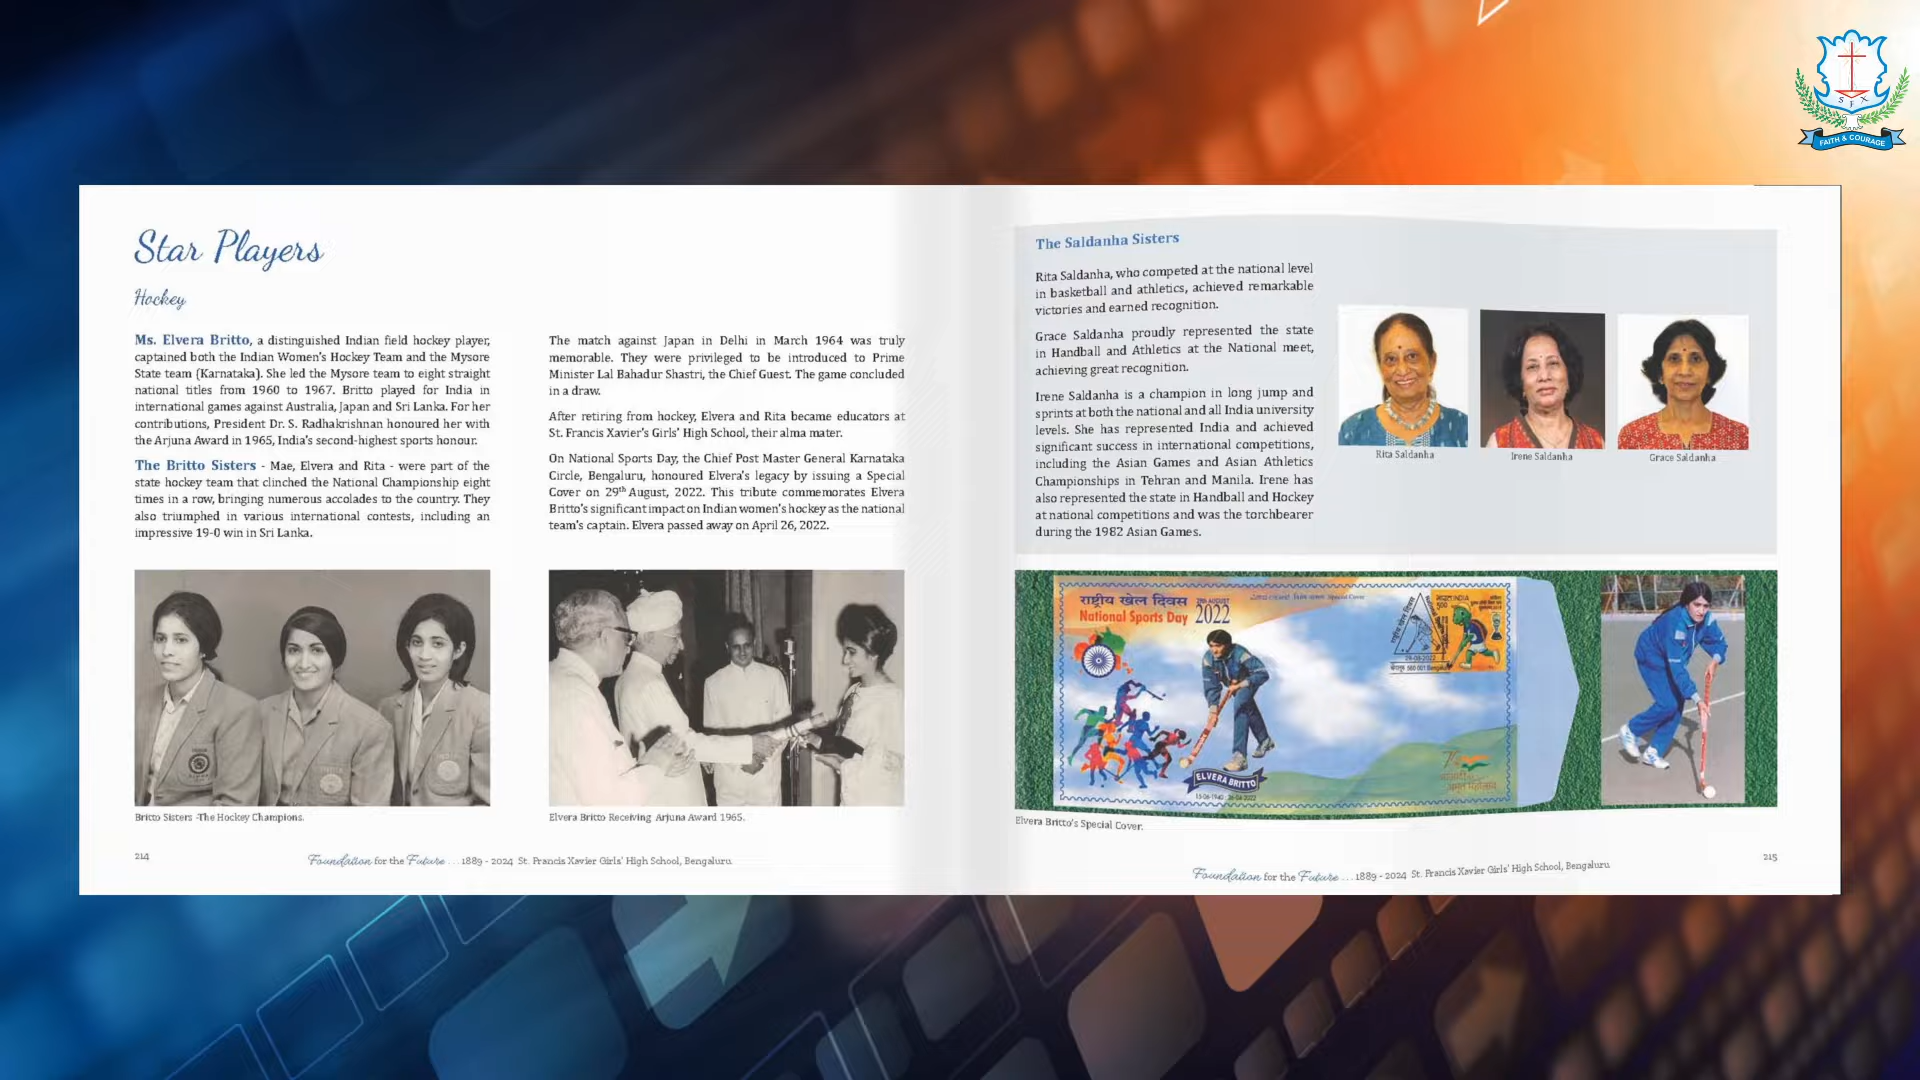 SFX
FAITH & COURAGE
Star Players
Hockey
Ms. Elvera Britto, a distinguished Indian field hockey player,
captained both the Indian Women's Hockey Team and the Mysore
State team (Karnataka). She led the Mysore team to eight straight
national titles from 1960 to 1967. Britto played for India in
international games against Australia, Japan and Sri Lanka. For her
contributions, President Dr. S. Radhakrishnan honoured her with
the Arjuna Award in 1965, India's second-highest sports honour.
The Britto Sisters - Mae, Elvera and Rita - were part of the
state hockey team that clinched the National Championship eight
times in a row, bringing numerous accolades to the country. They
also triumphed in various international contests, including an
impressive 19-0 win in Sri Lanka.
Britto Sisters -The Hockey Champions.
The match against Japan in Delhi in March 1964 was truly
memorable. They were privileged to be introduced to Prime
Minister Lal Bahadur Shastri, the Chief Guest. The game concluded
in a draw.
After retiring from hockey, Elvera and Rita became educators at
St. Francis Xavier's Girls' High School, their alma mater.
On National Sports Day, the Chief Post Master General Karnataka
Circle, Bengaluru, honoured Elvera's legacy by issuing a Special
Cover on 29th August, 2022. This tribute commemorates Elvera
Britto's significant impact on Indian women's hockey as the national
team's captain. Elvera passed away on April 26, 2022.
Elvera Britto Receiving Arjuna Award 1965.
214
Foundation for the Future ... 1889 - 2024 St. Francis Xavier Girls' High School, Bengaluru
The Saldanha Sisters
Rita Saldanha, who competed at the national level
in basketball and athletics, achieved remarkable
victories and earned recognition.
Grace Saldanha proudly represented the state
in Handball and Athletics at the National meet,
achieving great recognition.
Irene Saldanha is a champion in long jump and
sprints at both the national and all India university
levels. She has represented India and achieved
significant success in international competitions,
including the Asian Games and Asian Athletics
Championships in Tehran and Manila. Irene has
also represented the state in Handball and Hockey
at national competitions and was the torchbearer
during the 1982 Asian Games.
Rita Saldanha
Irene Saldanha
Grace Saldanha
राष्ट्रीय खेल दिवस
National Sports Day
29th AUGUST
2022
Special Cover
INDIA
500
ELVERA BRITTO
Elvera Britto's Special Cover.
215
Foundation for the Future ... 1889 - 2024 St. Francis Xavier Girls' High School, Bengaluru